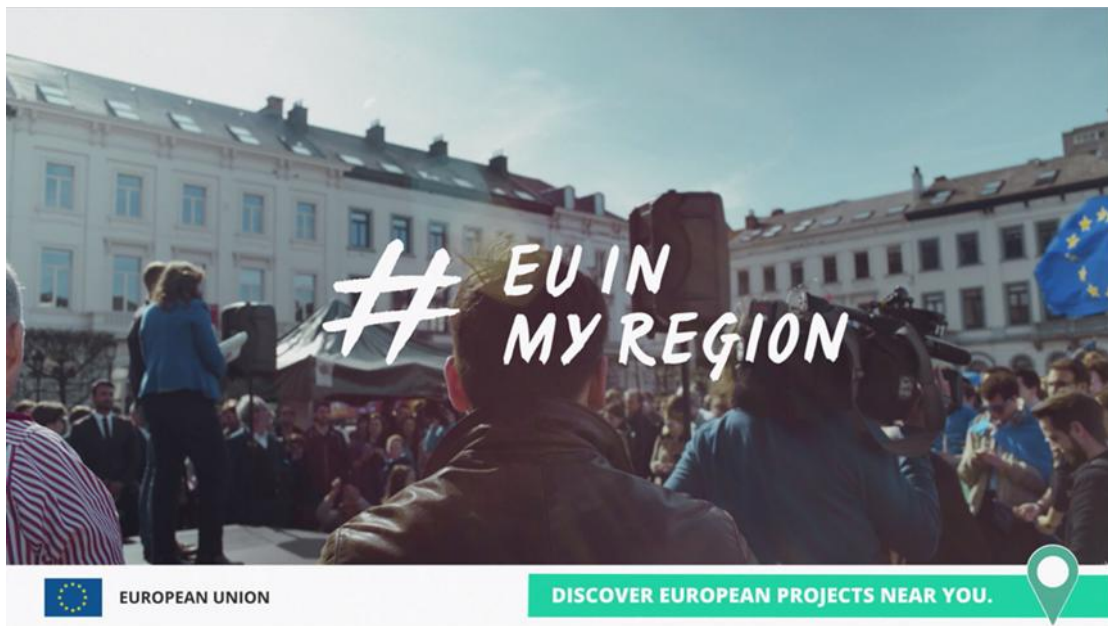 # EU IN
MY REGION
EUROPEAN UNION
DISCOVER EUROPEAN PROJECTS NEAR YOU.